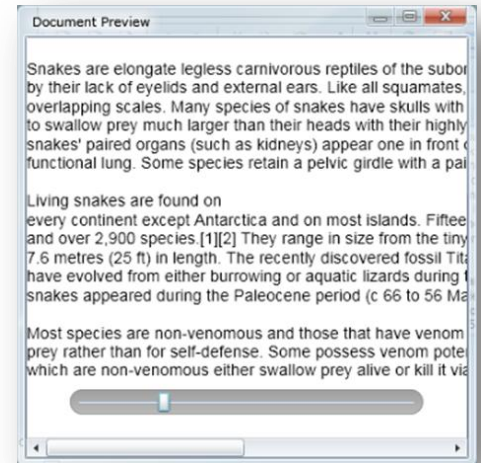 Document Preview
Snakes are elongate legless carnivorous reptiles of the subor
by their lack of eyelids and external ears. Like all squamates,
overlapping scales. Many species of snakes have skulls with
to swallow prey much larger than their heads with their highly
snakes' paired organs (such as kidneys) appear one in front
functional lung. Some species retain a pelvic girdle with a pai
Living snakes are found on
every continent except Antarctica and on most islands. Fiftee
and over 2,900 species.[1][2] They range in size from the tiny
7.6 metres (25 ft) in length. The recently discovered fossil Tita
have evolved from either burrowing or aquatic lizards during
snakes appeared during the Paleocene period (c 66 to 56 Ma
Most species are non-venomous and those that have venom
prey rather than for self-defense. Some possess venom pote
which are non-venomous either swallow prey alive or kill it via